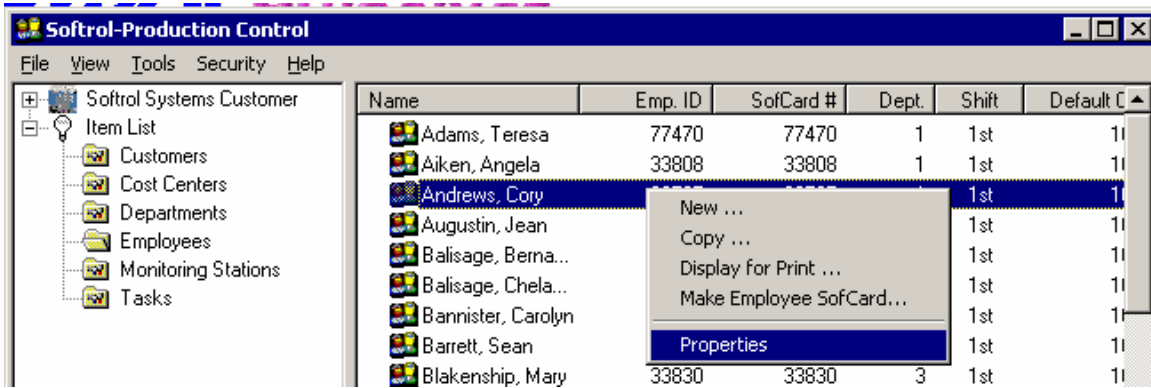 Softrol-Production Control
File View Tools Security Help
Softrol Systems Customer
Item List
Customers
Cost Centers
Departments
Employees
Monitoring Stations
Tasks
Name Emp. ID SofCard # Dept. Shift Default
Adams, Teresa 77470 77470 1 1st
Aiken, Angela 33808 33808 1 1st
Andrews, Cory 1st
Augustin, Jean 1st
Balisage, Berna... 1st
Balisage, Chela... 1st
Bannister, Carolyn 1st
Barrett, Sean 1st
Blakenship, Mary 33830 33830 3 1st
New ...
Copy ...
Display for Print ...
Make Employee SofCard...
Properties